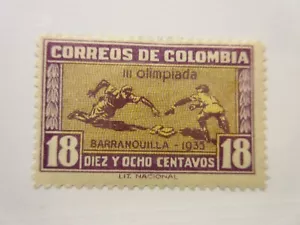 CORREOS DE COLOMBIA
III olimpiada
BARRANQUILLA - 1935
18 DIEZ Y OCHO CENTAVOS 18
LIT. NACIONAL